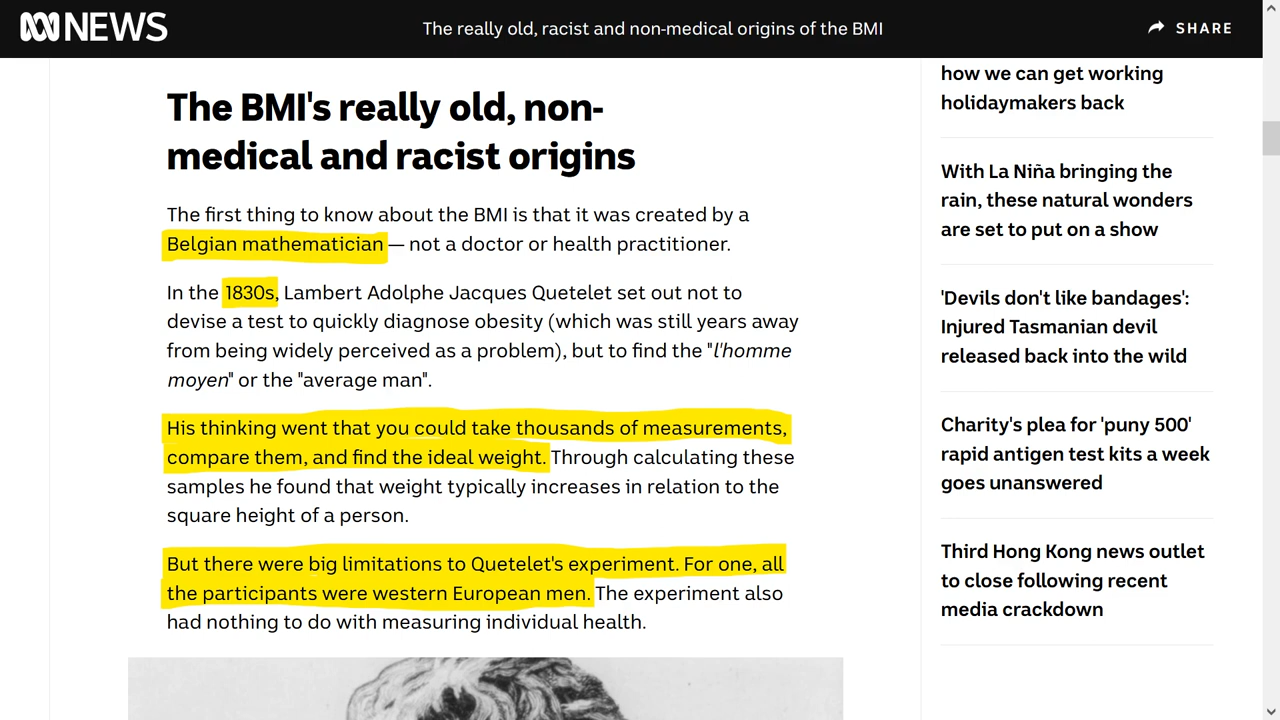 NEWS
The really old, racist and non-medical origins of the BMI
SHARE
The BMI's really old, non-
medical and racist origins
The first thing to know about the BMI is that it was created by a
Belgian mathematician — not a doctor or health practitioner.
In the 1830s, Lambert Adolphe Jacques Quetelet set out not to
devise a test to quickly diagnose obesity (which was still years away
from being widely perceived as a problem), but to find the "l'homme
moyen" or the "average man".
His thinking went that you could take thousands of measurements,
compare them, and find the ideal weight. Through calculating these
samples he found that weight typically increases in relation to the
square height of a person.
But there were big limitations to Quetelet's experiment. For one, all
the participants were western European men. The experiment also
had nothing to do with measuring individual health.
how we can get working
holidaymakers back
With La Niña bringing the
rain, these natural wonders
are set to put on a show
'Devils don't like bandages':
Injured Tasmanian devil
released back into the wild
Charity's plea for 'puny 500'
rapid antigen test kits a week
goes unanswered
Third Hong Kong news outlet
to close following recent
media crackdown